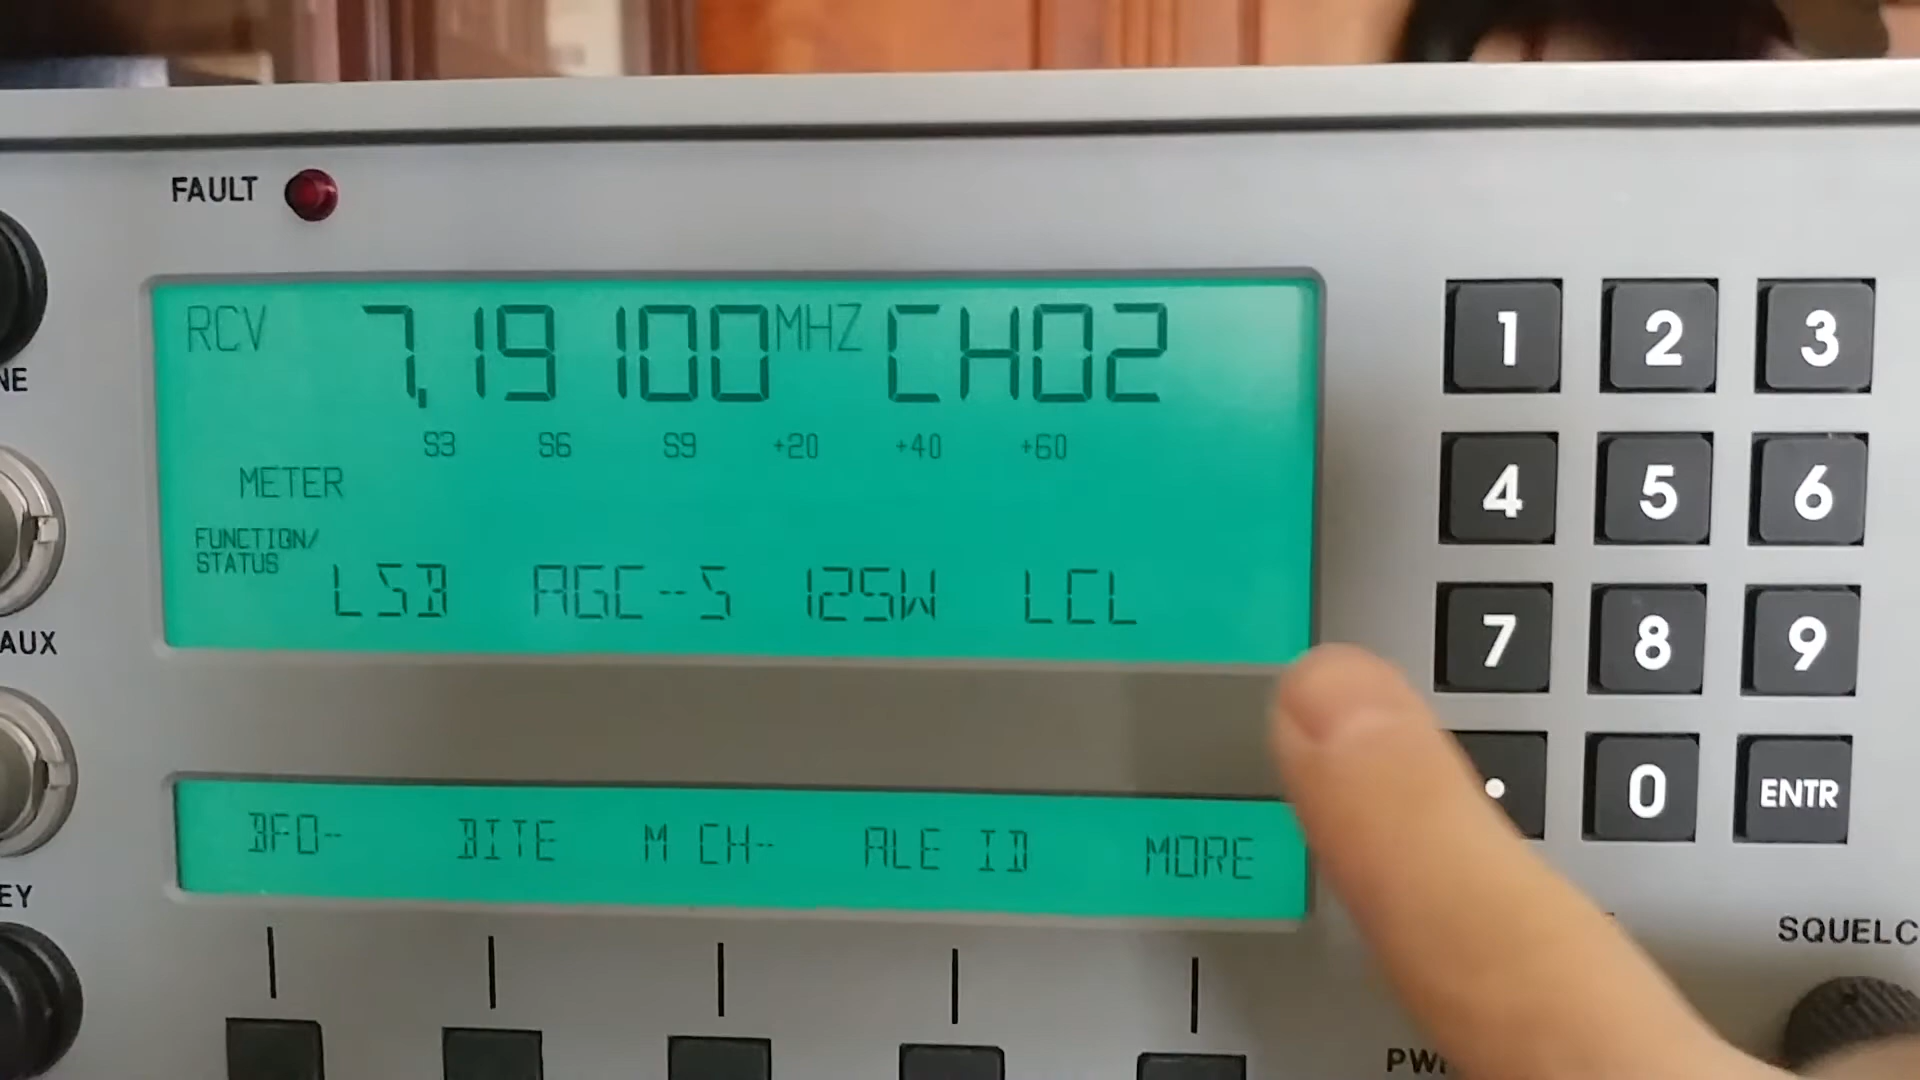 FAULT
RCV 7.19100 MHZ CH02
S3 S6 S9 +20 +40 +60
METER
FUNCTION/
STATUS
LSB AGC-S 125W LCL
BFO- BITE M CH- ALE ID MORE
1 2 3
4 5 6
7 8 9
. 0 ENTR
NE
AUX
EY
SQUELC